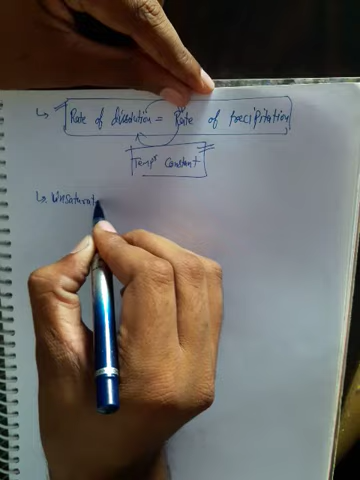 Rate of dissolution = Rate of precipitation
Temp^r Constant
Unsaturat